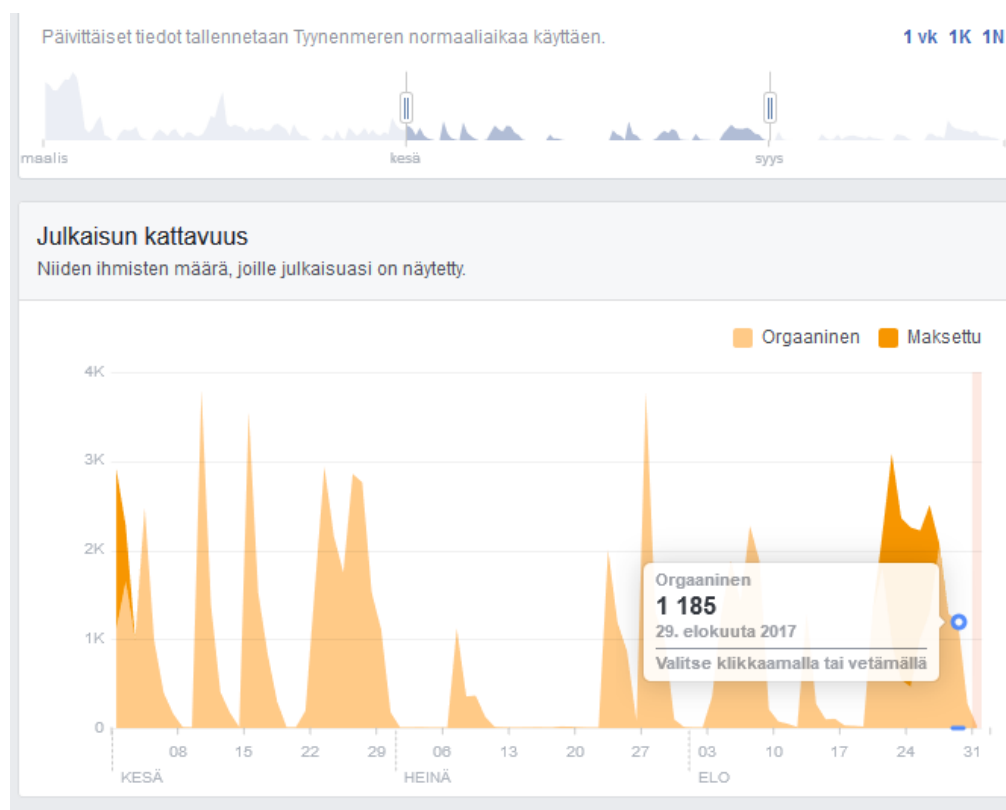 Päivittäiset tiedot tallennetaan Tyynenmeren normaaliaikaa käyttäen. 1 vk 1K 1N
maalis kesä syys
Julkaisun kattavuus
Niiden ihmisten määrä, joille julkaisuasi on näytetty.
Orgaaninen Maksettu
4K
3K
2K
1K
0
Orgaaninen
1 185
29. elokuuta 2017
Valitse klikkaamalla tai vetämällä
08 15 22 29 06 13 20 27 03 10 17 24 31
KESÄ HEINÄ ELO